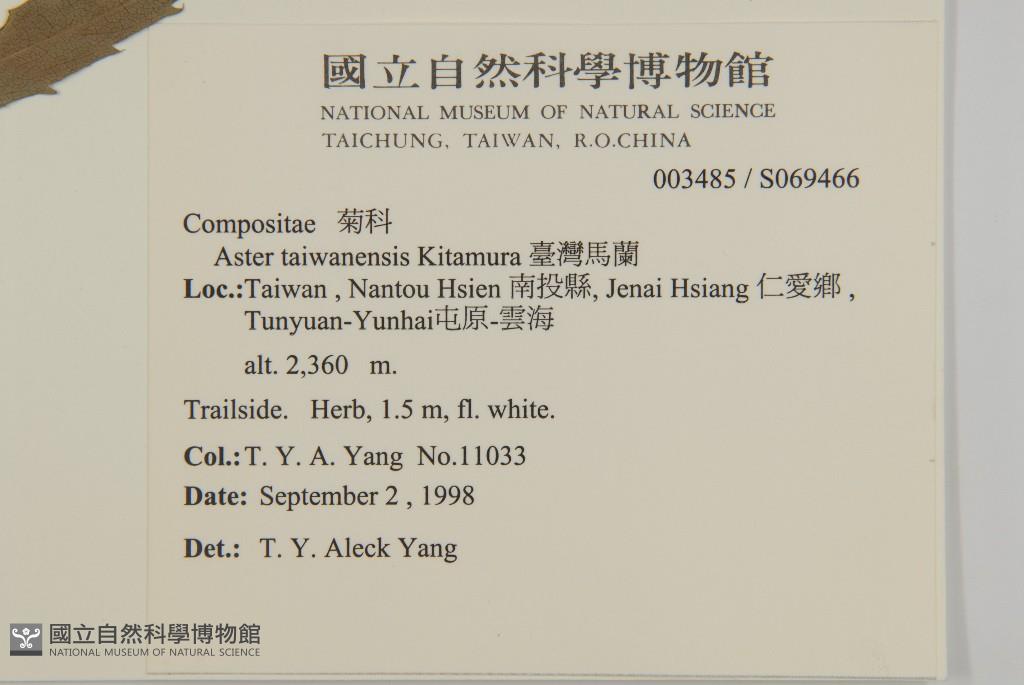 國立自然科學博物館
NATIONAL MUSEUM OF NATURAL SCIENCE
TAICHUNG, TAIWAN, R.O.CHINA
003485 / S069466
Compositae 菊科
Aster taiwanensis Kitamura 臺灣馬蘭
Loc.:Taiwan , Nantou Hsien 南投縣, Jenai Hsiang 仁愛鄉 ,
Tunyuan-Yunhai屯原-雲海
alt. 2,360 m.
Trailside. Herb, 1.5 m, fl. white.
Col.: T. Y. A. Yang No.11033
Date: September 2 , 1998
Det.: T. Y. Aleck Yang
國立自然科學博物館
NATIONAL MUSEUM OF NATURAL SCIENCE